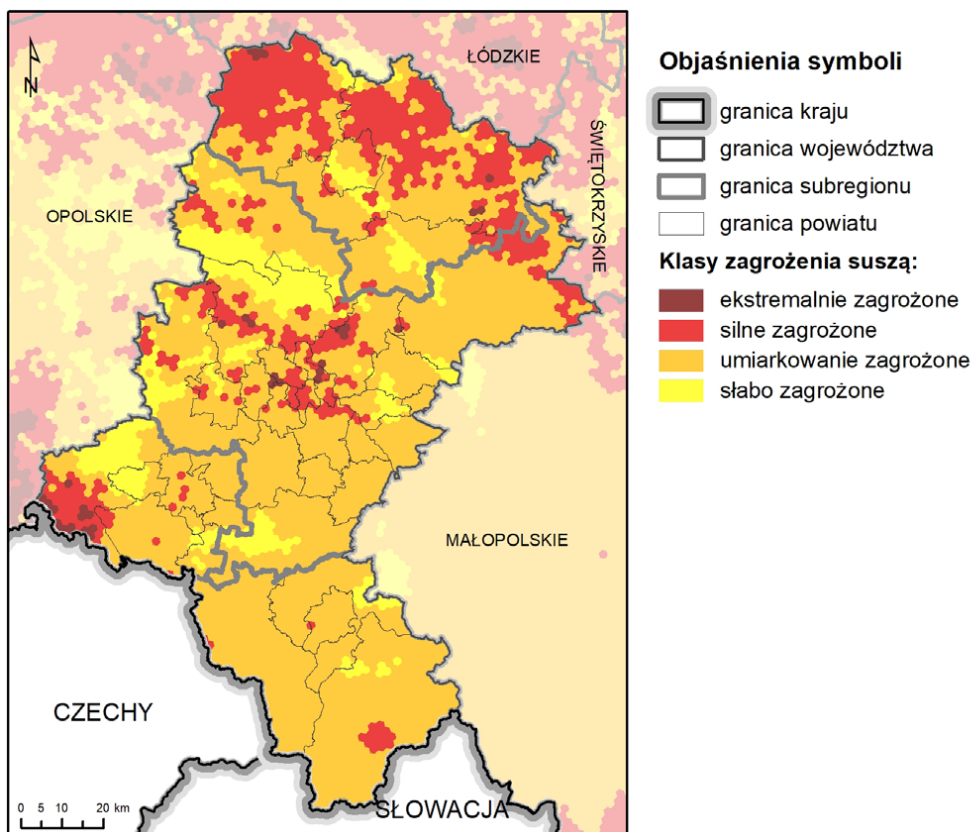 N
ŁÓDZKIE
ŚWIĘTOKRZYSKIE
OPOLSKIE
MAŁOPOLSKIE
CZECHY
SŁOWACJA
0 5 10 20 km
Objaśnienia symboli
granica kraju
granica województwa
granica subregionu
granica powiatu
Klasy zagrożenia suszą:
ekstremalnie zagrożone
silne zagrożone
umiarkowanie zagrożone
słabo zagrożone